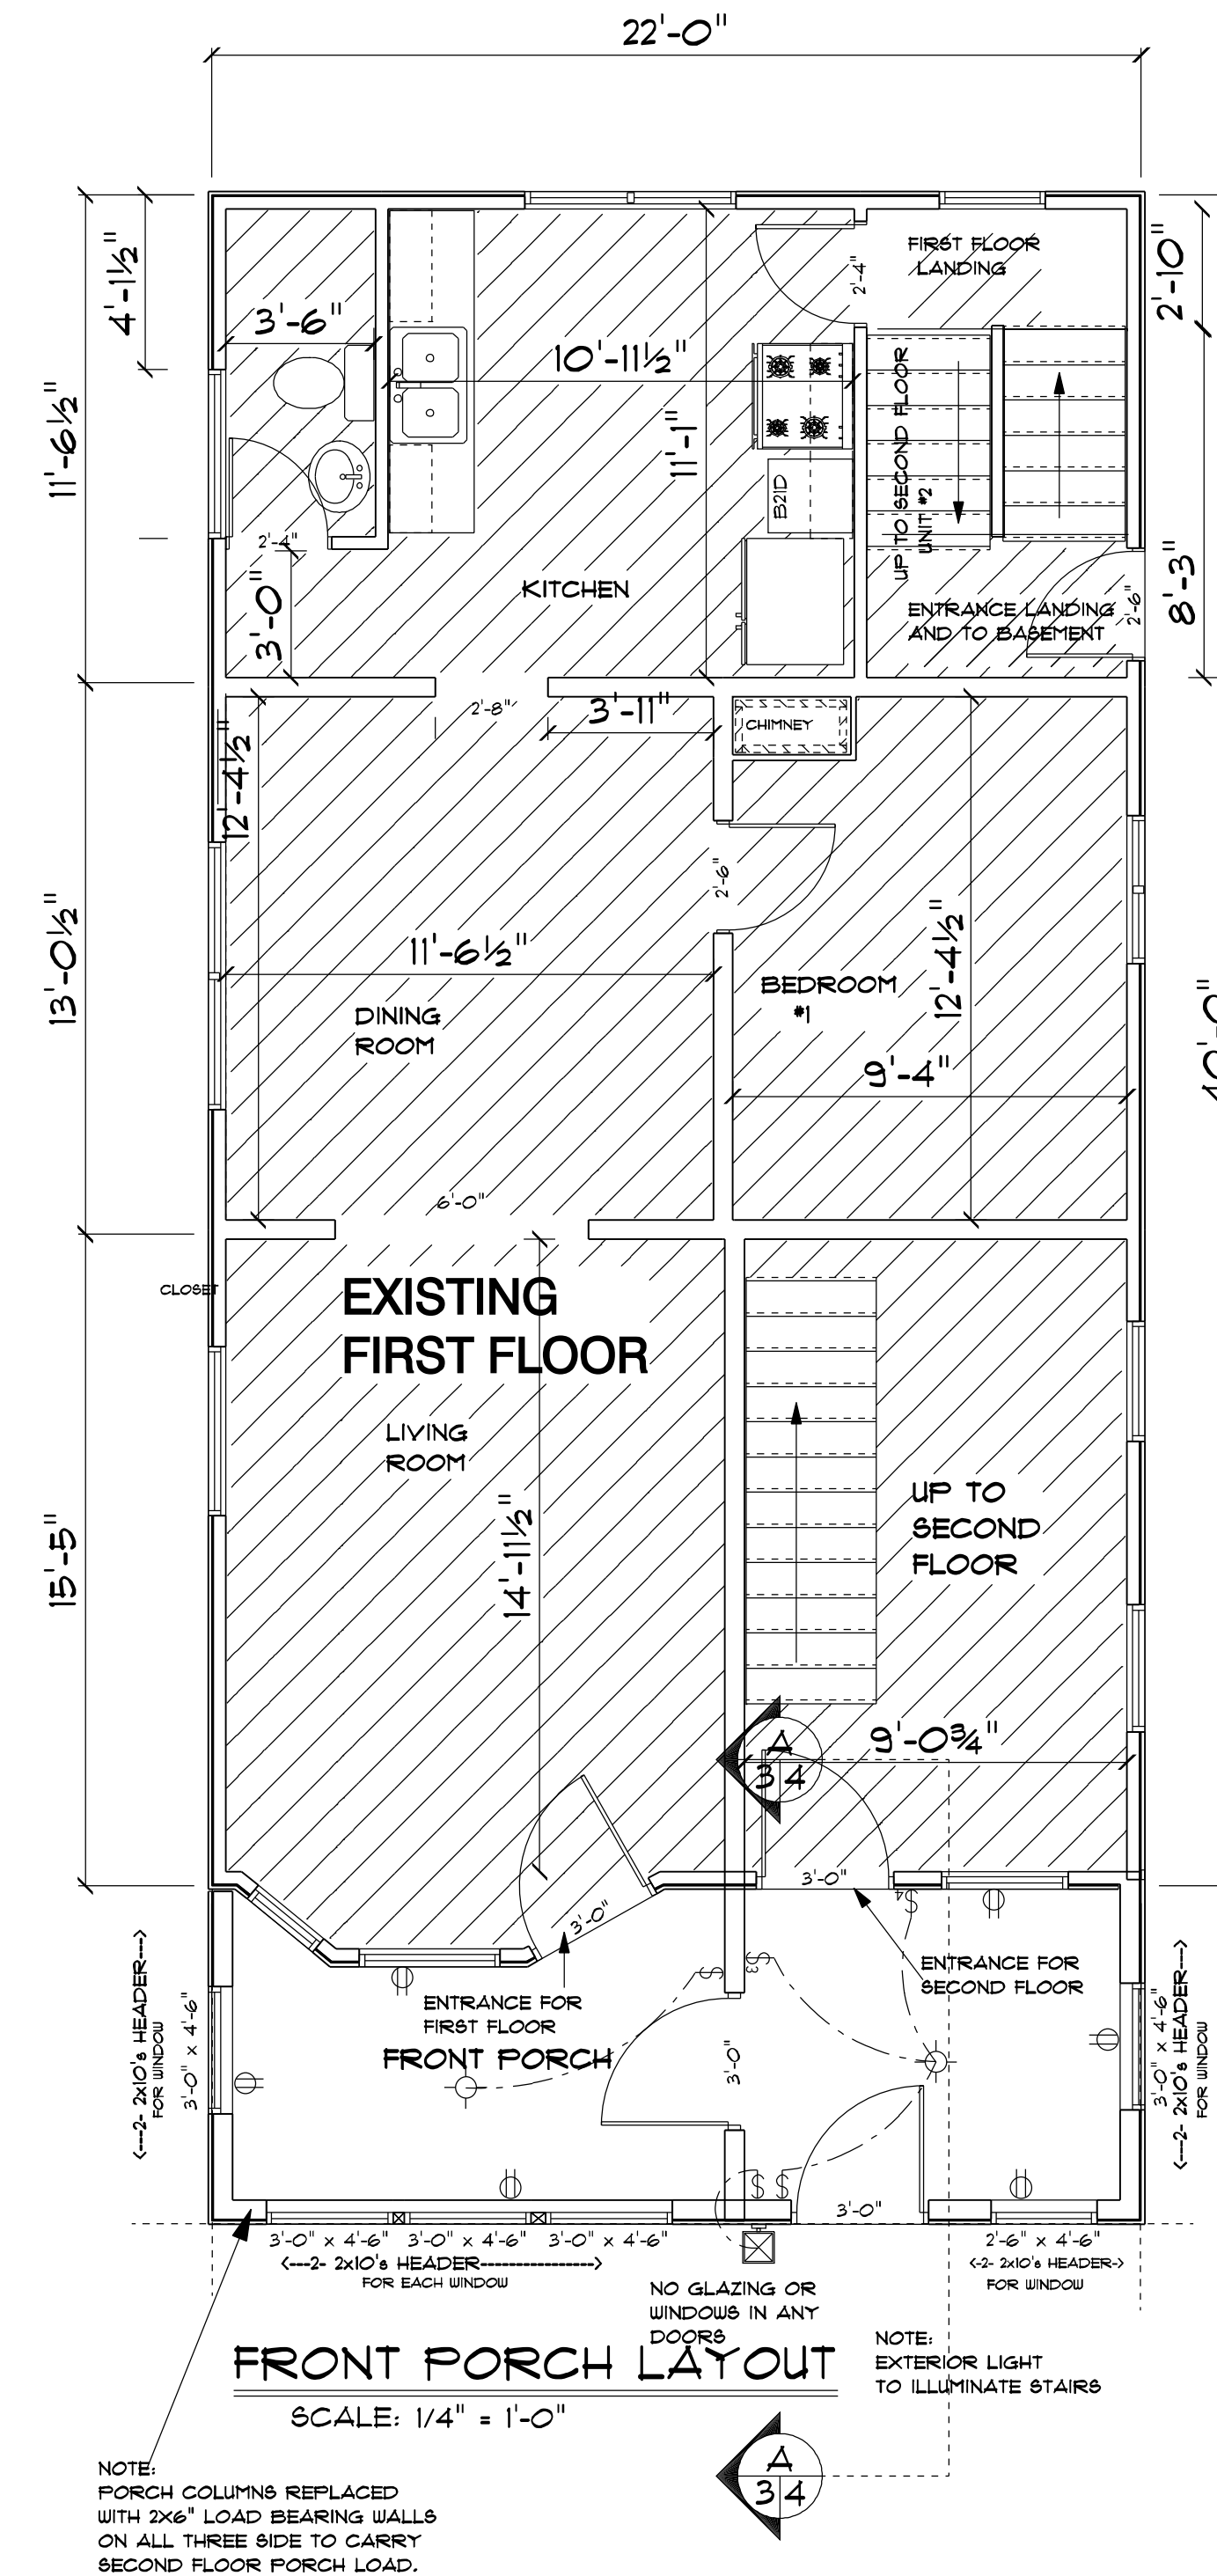 22'-0"
4'-1½"
11'-6½"
3'-6"
10'-11½"
11'-1"
2'-4"
FIRST FLOOR
LANDING
2'-10"
UP TO SECOND FLOOR
UNIT #2
B21D
2'-4"
3'-0"
KITCHEN
ENTRANCE LANDING
AND TO BASEMENT
2'-6"
8'-3"
2'-8"
3'-11"
CHIMNEY
12'-4½"
13'-0½"
2'-6"
11'-6½"
DINING
ROOM
BEDROOM
#1
12'-4½"
9'-4"
6'-0"
CLOSET
EXISTING
FIRST FLOOR
LIVING
ROOM
14'-11½"
15'-5"
UP TO
SECOND
FLOOR
A
3 4
9'-0¾"
3'-0"
3'-0"
$4
$
$3
ENTRANCE FOR
FIRST FLOOR
ENTRANCE FOR
SECOND FLOOR
FRONT PORCH
3'-0"
<---2- 2x10's HEADER--->
FOR WINDOW
3'-0" x 4'-6"
3'-0" x 4'-6"
<---2- 2x10's HEADER--->
FOR WINDOW
$ $
3'-0"
3'-0" x 4'-6" 3'-0" x 4'-6" 3'-0" x 4'-6"
<---2- 2x10's HEADER----------------->
FOR EACH WINDOW
2'-6" x 4'-6"
<-2- 2x10's HEADER->
FOR WINDOW
NO GLAZING OR
WINDOWS IN ANY
DOORS
FRONT PORCH LAYOUT
SCALE: 1/4" = 1'-0"
NOTE:
EXTERIOR LIGHT
TO ILLUMINATE STAIRS
A
3 4
NOTE:
PORCH COLUMNS REPLACED
WITH 2X6" LOAD BEARING WALLS
ON ALL THREE SIDE TO CARRY
SECOND FLOOR PORCH LOAD.